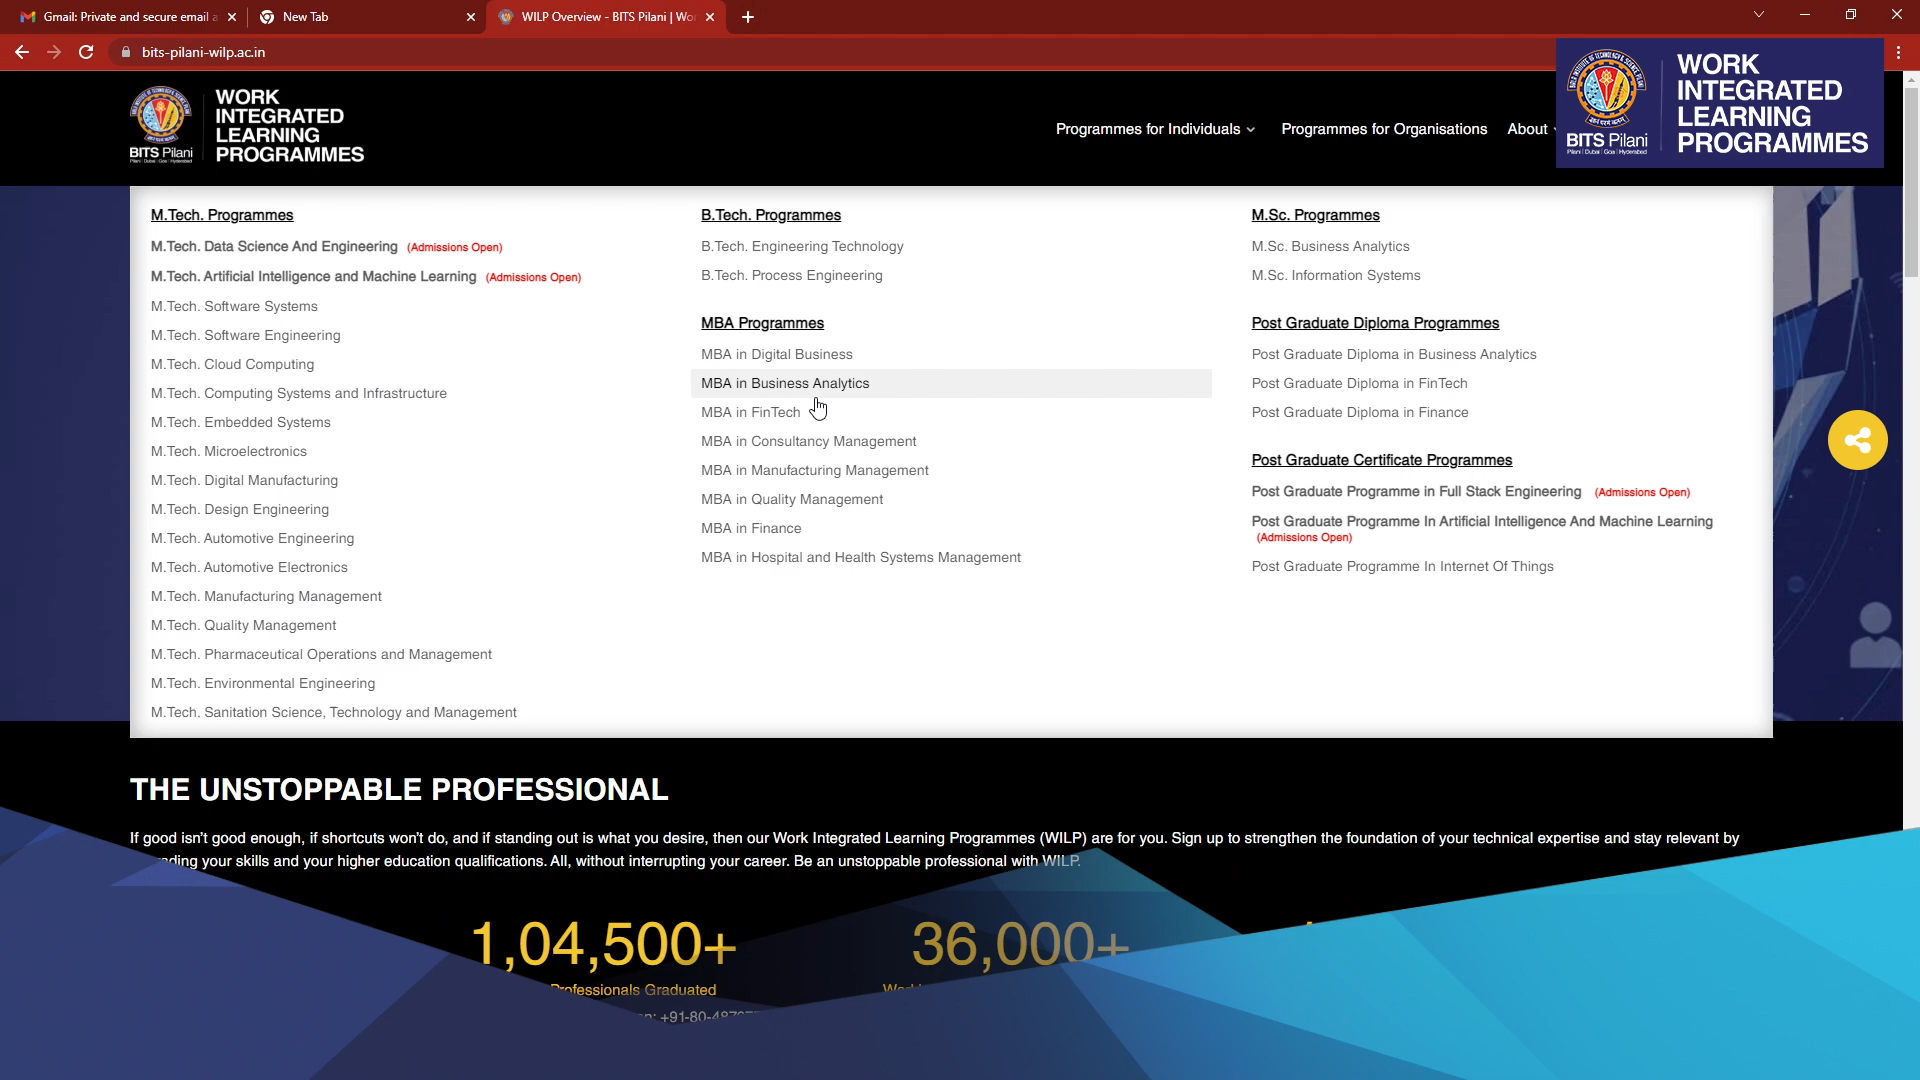 Gmail: Private and secure email
New Tab
WILP Overview - BITS Pilani | Wo
bits-pilani-wilp.ac.in
WORK
INTEGRATED
LEARNING
PROGRAMMES
BITS Pilani
Pilani | Dubai | Goa | Hyderabad
Programmes for Individuals
Programmes for Organisations
About
WORK
INTEGRATED
LEARNING
PROGRAMMES
BITS Pilani
Pilani | Dubai | Goa | Hyderabad
M.Tech. Programmes
M.Tech. Data Science And Engineering (Admissions Open)
M.Tech. Artificial Intelligence and Machine Learning (Admissions Open)
M.Tech. Software Systems
M.Tech. Software Engineering
M.Tech. Cloud Computing
M.Tech. Computing Systems and Infrastructure
M.Tech. Embedded Systems
M.Tech. Microelectronics
M.Tech. Digital Manufacturing
M.Tech. Design Engineering
M.Tech. Automotive Engineering
M.Tech. Automotive Electronics
M.Tech. Manufacturing Management
M.Tech. Quality Management
M.Tech. Pharmaceutical Operations and Management
M.Tech. Environmental Engineering
M.Tech. Sanitation Science, Technology and Management
B.Tech. Programmes
B.Tech. Engineering Technology
B.Tech. Process Engineering
MBA Programmes
MBA in Digital Business
MBA in Business Analytics
MBA in FinTech
MBA in Consultancy Management
MBA in Manufacturing Management
MBA in Quality Management
MBA in Finance
MBA in Hospital and Health Systems Management
M.Sc. Programmes
M.Sc. Business Analytics
M.Sc. Information Systems
Post Graduate Diploma Programmes
Post Graduate Diploma in Business Analytics
Post Graduate Diploma in FinTech
Post Graduate Diploma in Finance
Post Graduate Certificate Programmes
Post Graduate Programme in Full Stack Engineering (Admissions Open)
Post Graduate Programme In Artificial Intelligence And Machine Learning
(Admissions Open)
Post Graduate Programme In Internet Of Things
THE UNSTOPPABLE PROFESSIONAL
If good isn't good enough, if shortcuts won't do, and if standing out is what you desire, then our Work Integrated Learning Programmes (WILP) are for you. Sign up to strengthen the foundation of your technical expertise and stay relevant by
your skills and your higher education qualifications. All, without interrupting your career. Be an unstoppable professional with WILP.
1,04,500+
Professionals Graduated
36,000+
+91-80-487